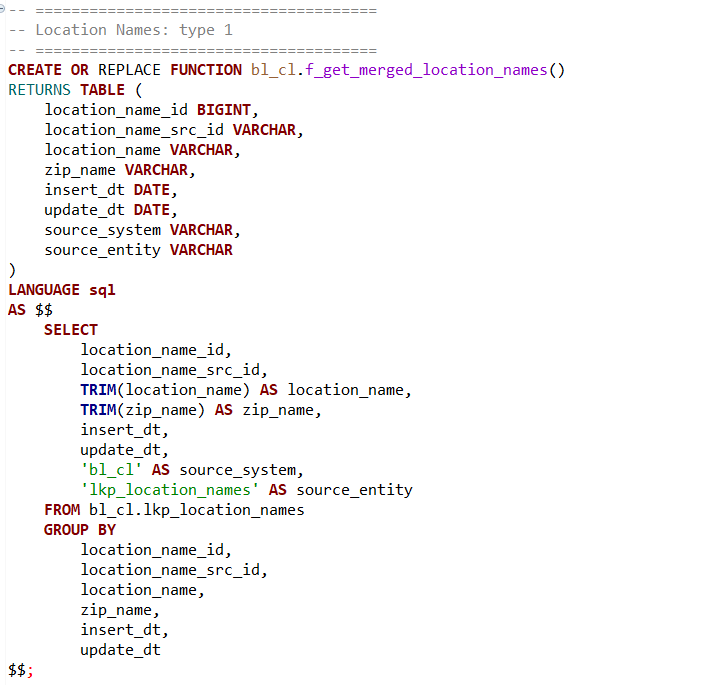 -- ======================================
-- Location Names: type 1
-- ======================================
CREATE OR REPLACE FUNCTION bl_cl.f_get_merged_location_names()
RETURNS TABLE (
    location_name_id BIGINT,
    location_name_src_id VARCHAR,
    location_name VARCHAR,
    zip_name VARCHAR,
    insert_dt DATE,
    update_dt DATE,
    source_system VARCHAR,
    source_entity VARCHAR
)
LANGUAGE sql
AS $$
    SELECT
        location_name_id,
        location_name_src_id,
        TRIM(location_name) AS location_name,
        TRIM(zip_name) AS zip_name,
        insert_dt,
        update_dt,
        'bl_cl' AS source_system,
        'lkp_location_names' AS source_entity
    FROM bl_cl.lkp_location_names
    GROUP BY
        location_name_id,
        location_name_src_id,
        location_name,
        zip_name,
        insert_dt,
        update_dt
$$;